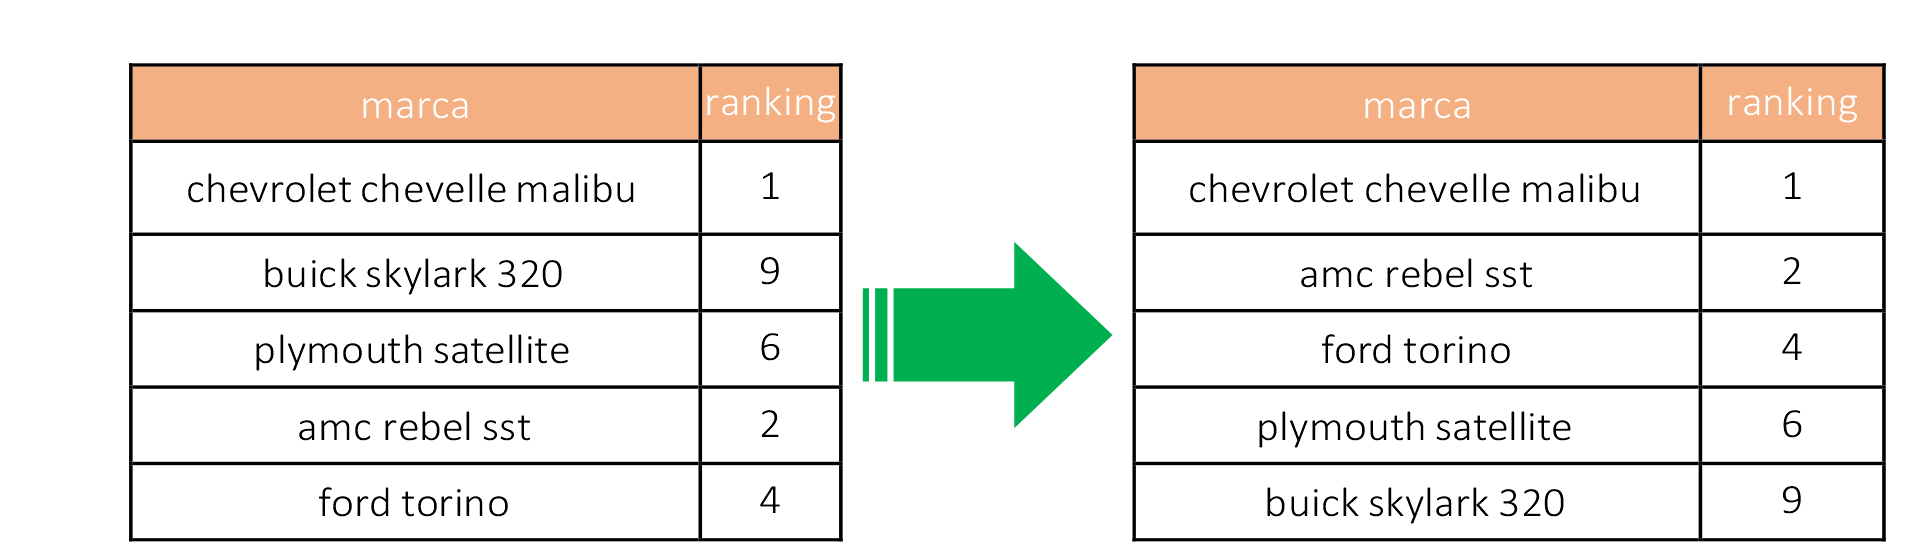 marca ranking
chevrolet chevelle malibu 1
buick skylark 320 9
plymouth satellite 6
amc rebel sst 2
ford torino 4
marca ranking
chevrolet chevelle malibu 1
amc rebel sst 2
ford torino 4
plymouth satellite 6
buick skylark 320 9